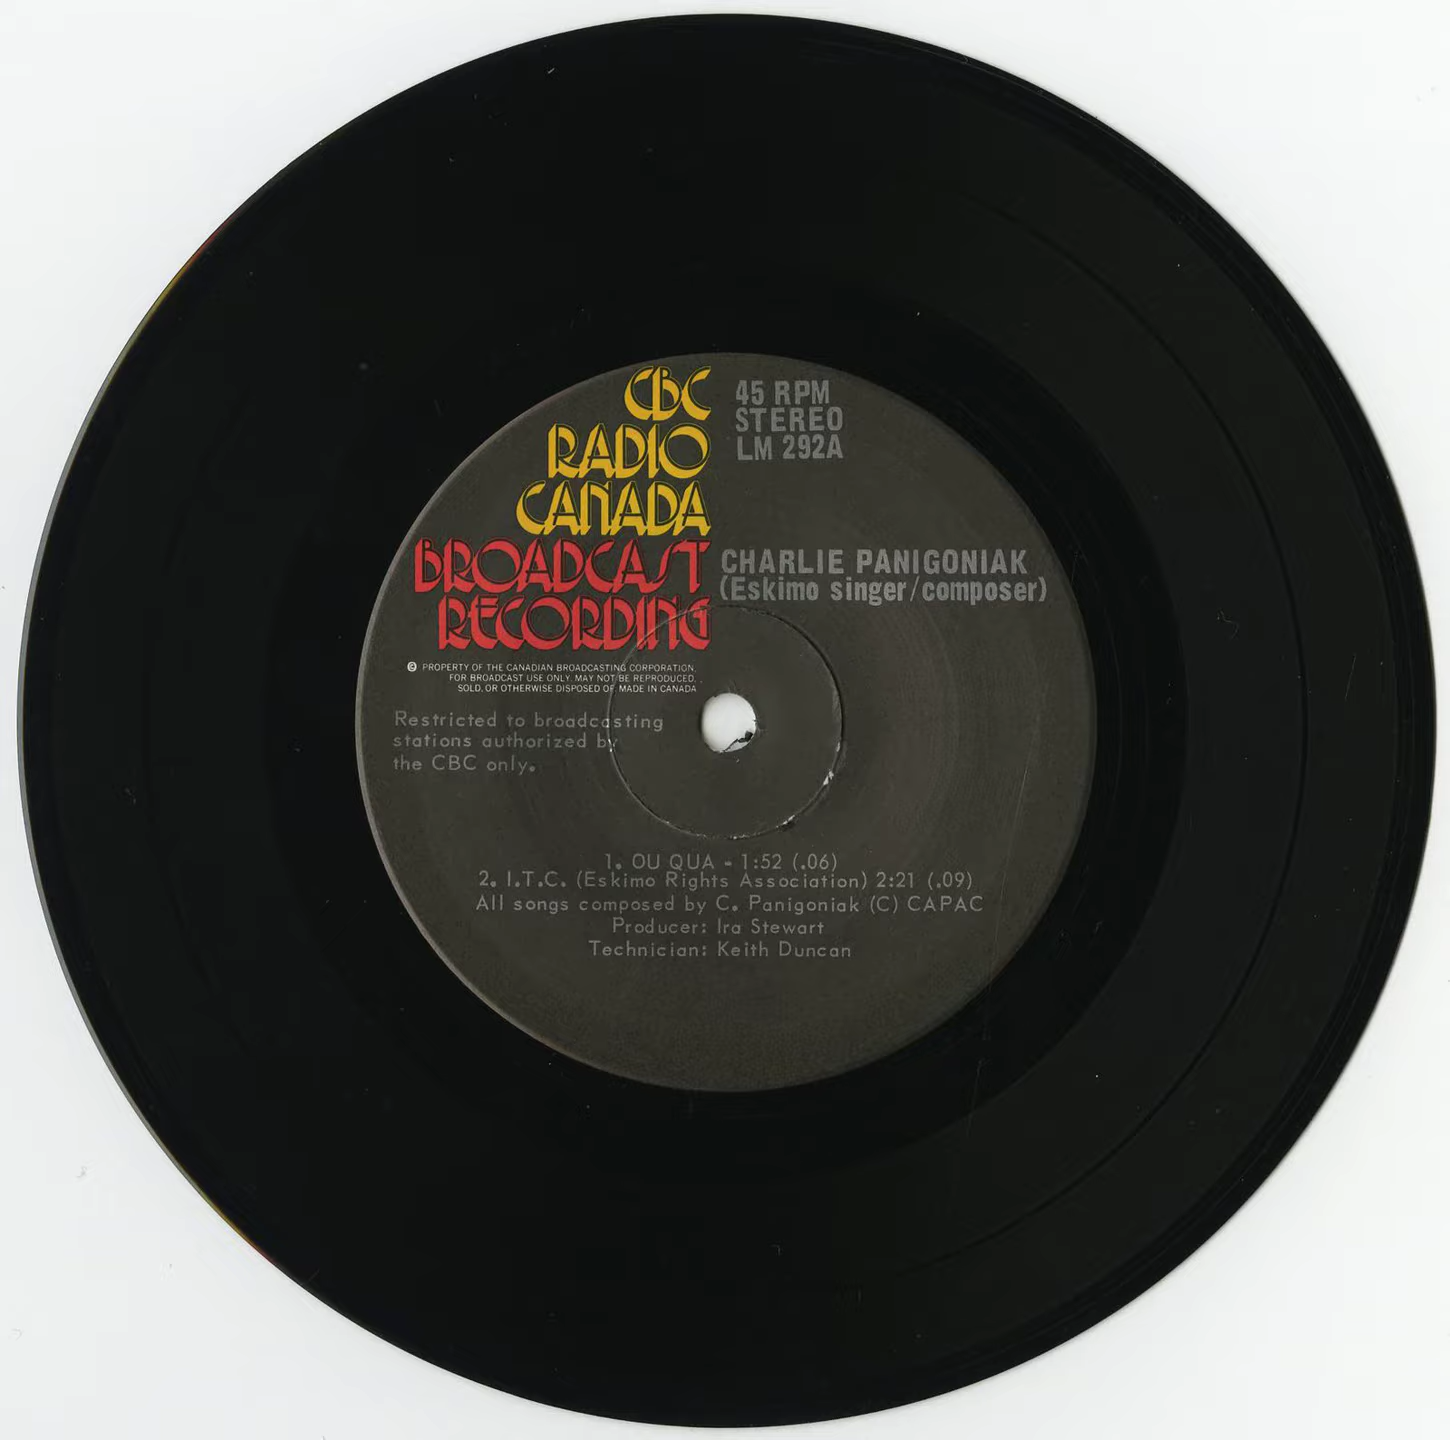 CBC
RADIO
CANADA
BROADCAST
RECORDING
45 RPM
STEREO
LM 292A
CHARLIE PANIGONIAK
(Eskimo singer/composer)
© PROPERTY OF THE CANADIAN BROADCASTING CORPORATION,
FOR BROADCAST USE ONLY. MAY NOT BE REPRODUCED,
SOLD, OR OTHERWISE DISPOSED OF. MADE IN CANADA
Restricted to broadcasting
stations authorized by
the CBC only.
1. OU QUA - 1:52 (.06)
2. I.T.C. (Eskimo Rights Association) 2:21 (.09)
All songs composed by C. Panigoniak (C) CAPAC
Producer: Ira Stewart
Technician: Keith Duncan